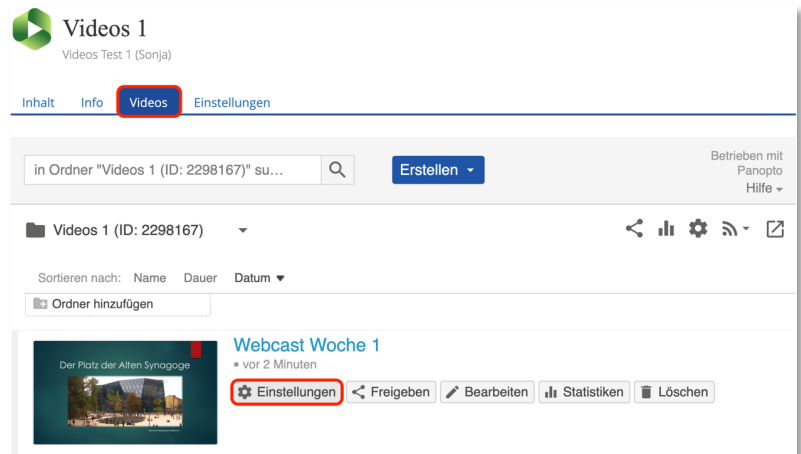 Videos 1
Videos Test 1 (Sonja)
Inhalt Info Videos Einstellungen
in Ordner "Videos 1 (ID: 2298167)" su...
Erstellen
Betrieben mit
Panopto
Hilfe
Videos 1 (ID: 2298167)
Sortieren nach: Name Dauer Datum
Ordner hinzufügen
Der Platz der Alten Synagoge
Webcast Woche 1
• vor 2 Minuten
Einstellungen Freigeben Bearbeiten Statistiken Löschen